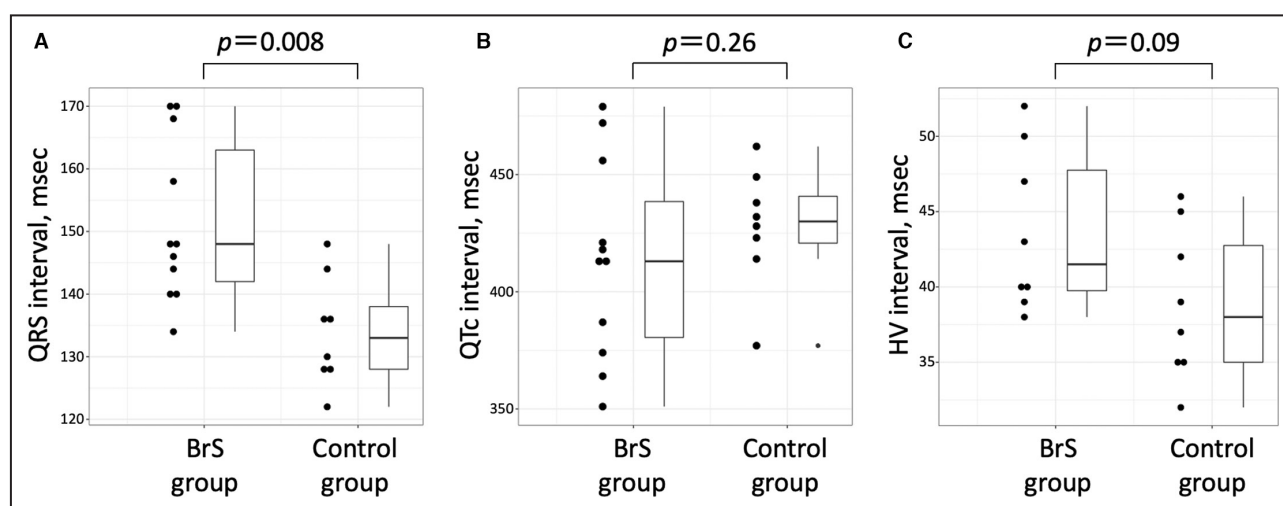 A
p=0.008
QRS interval, msec
170
160
150
140
130
120
BrS
group
Control
group
B
p=0.26
QTc interval, msec
450
400
350
BrS
group
Control
group
C
p=0.09
HV interval, msec
50
45
40
35
BrS
group
Control
group